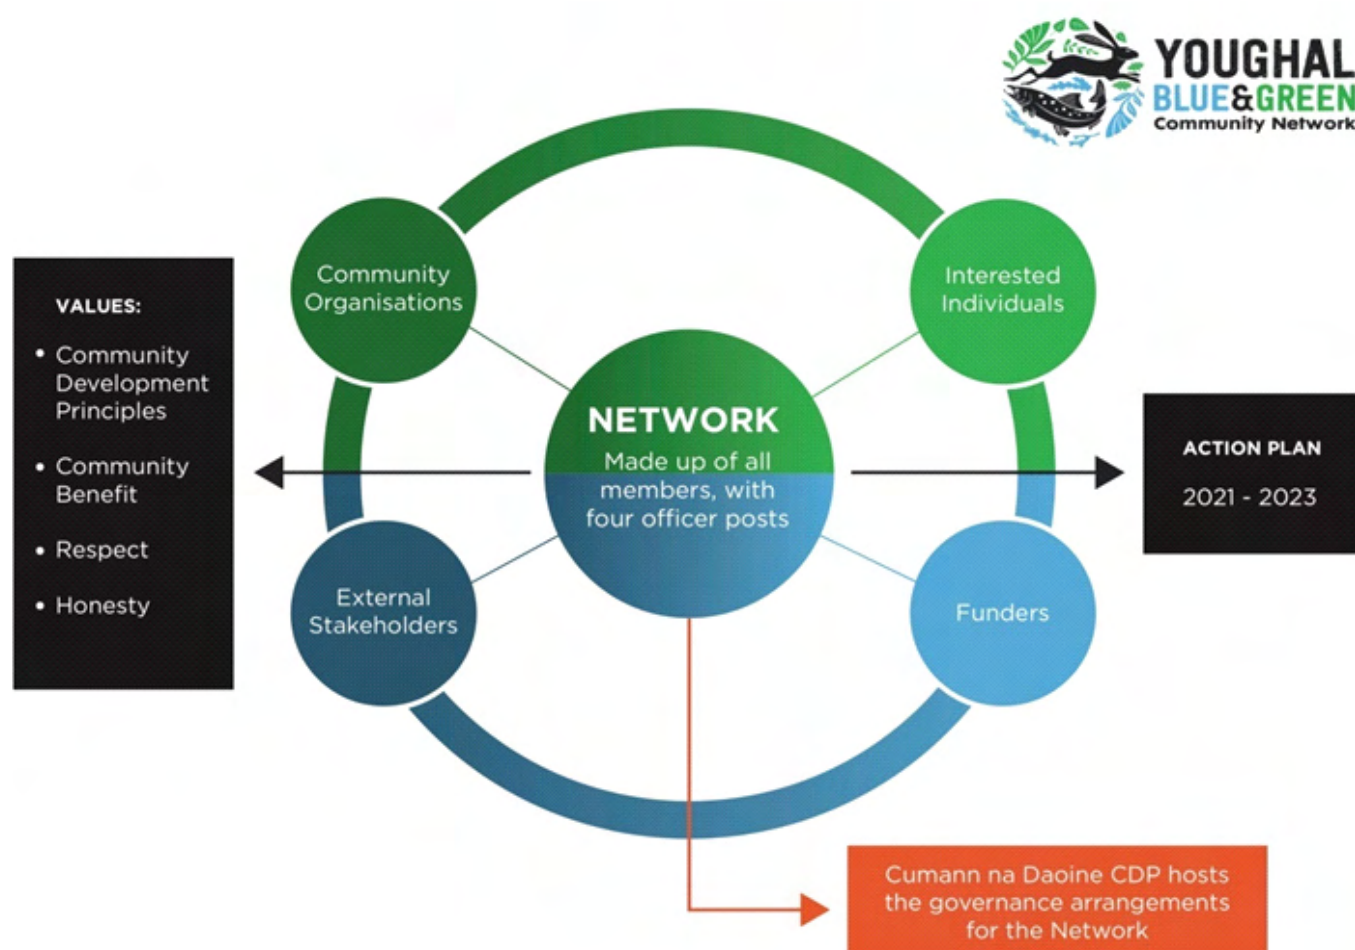 YOUGHAL
BLUE&GREEN
Community Network
Community
Organisations
Interested
Individuals
VALUES:
• Community
Development
Principles
• Community
Benefit
• Respect
• Honesty
NETWORK
Made up of all
members, with
four officer posts
ACTION PLAN
2021 - 2023
External
Stakeholders
Funders
Cumann na Daoine CDP hosts
the governance arrangements
for the Network